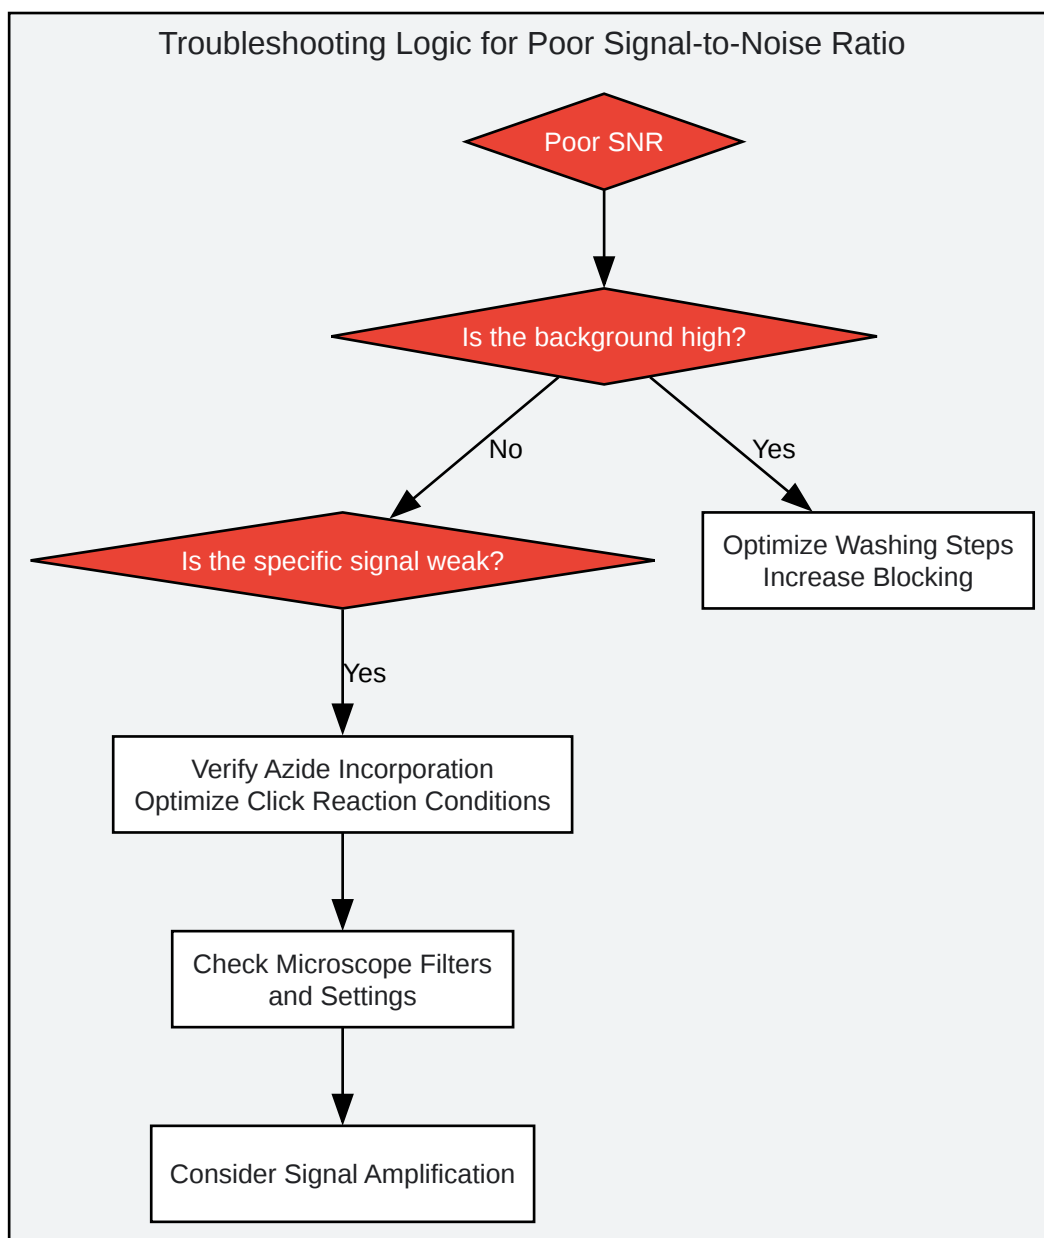 Troubleshooting Logic for Poor Signal-to-Noise Ratio
Poor SNR
Is the background high?
No
Yes
Is the specific signal weak?
Optimize Washing Steps
Increase Blocking
Yes
Verify Azide Incorporation
Optimize Click Reaction Conditions
Check Microscope Filters
and Settings
Consider Signal Amplification